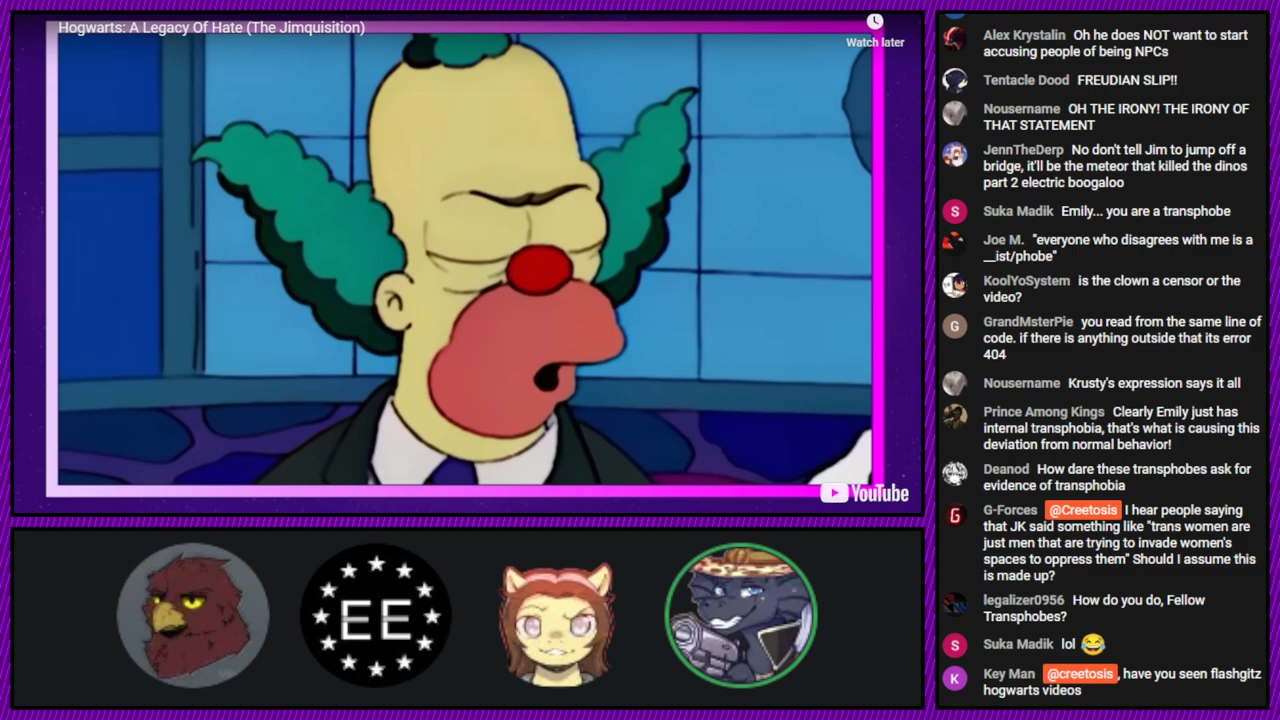 Hogwarts: A Legacy Of Hate (The Jimquisition)
Watch later
YouTube
EE
Alex Krystalin Oh he does NOT want to start
accusing people of being NPCs
Tentacle Dood FREUDIAN SLIP!!
Nousername OH THE IRONY! THE IRONY OF
THAT STATEMENT
JennTheDerp No don't tell Jim to jump off a
bridge, it'll be the meteor that killed the dinos
part 2 electric boogaloo
S
Suka Madik Emily... you are a transphobe
Joe M. "everyone who disagrees with me is a
__ist/phobe"
KoolYoSystem is the clown a censor or the
video?
G
GrandMsterPie you read from the same line of
code. if there is anything outside that its error
404
Nousername Krusty's expression says it all
Prince Among Kings Clearly Emily just has
internal transphobia, that's what is causing this
deviation from normal behavior!
Deanod How dare these transphobes ask for
evidence of transphobia
G
G-Forces @Creetosis I hear people saying
that JK said something like "trans women are
just men that are trying to invade women's
spaces to oppress them" Should I assume this
is made up?
legalizer0956 How do you do, Fellow
Transphobes?
S
Suka Madik lol 😂
K
Key Man @creetosis, have you seen flashgitz
hogwarts videos